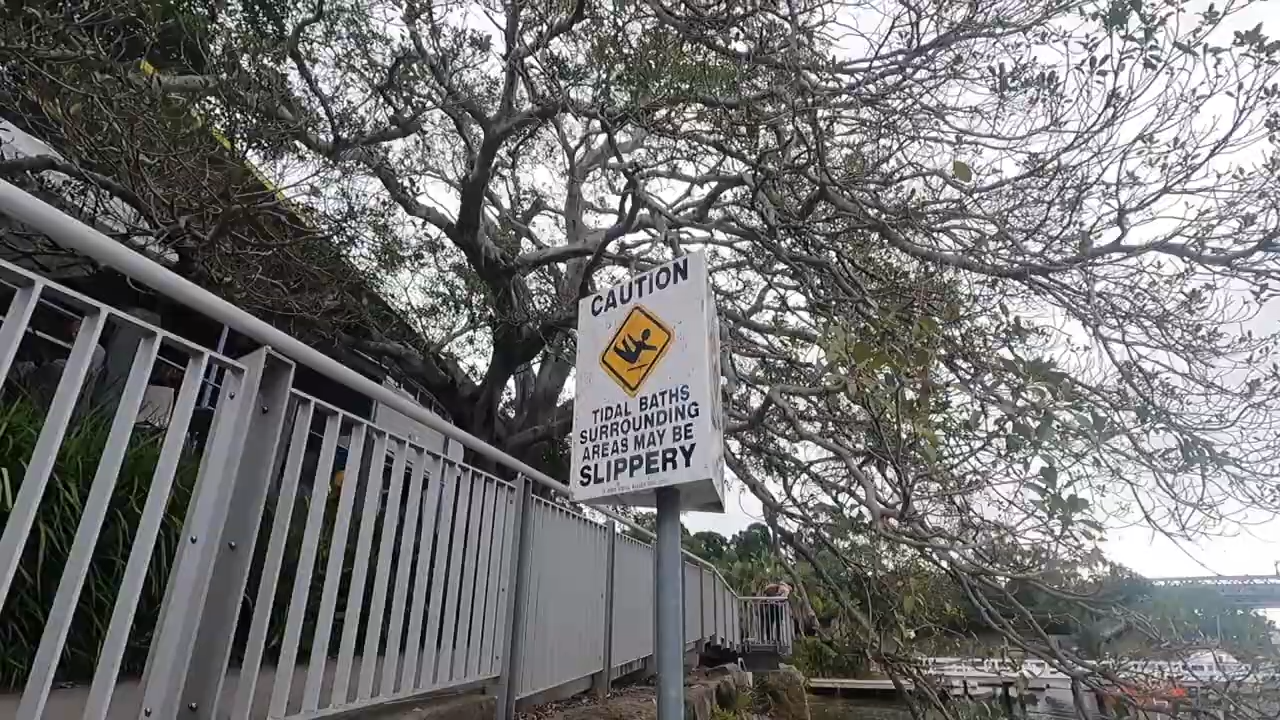 CAUTION
TIDAL BATHS
SURROUNDING
AREAS MAY BE
SLIPPERY